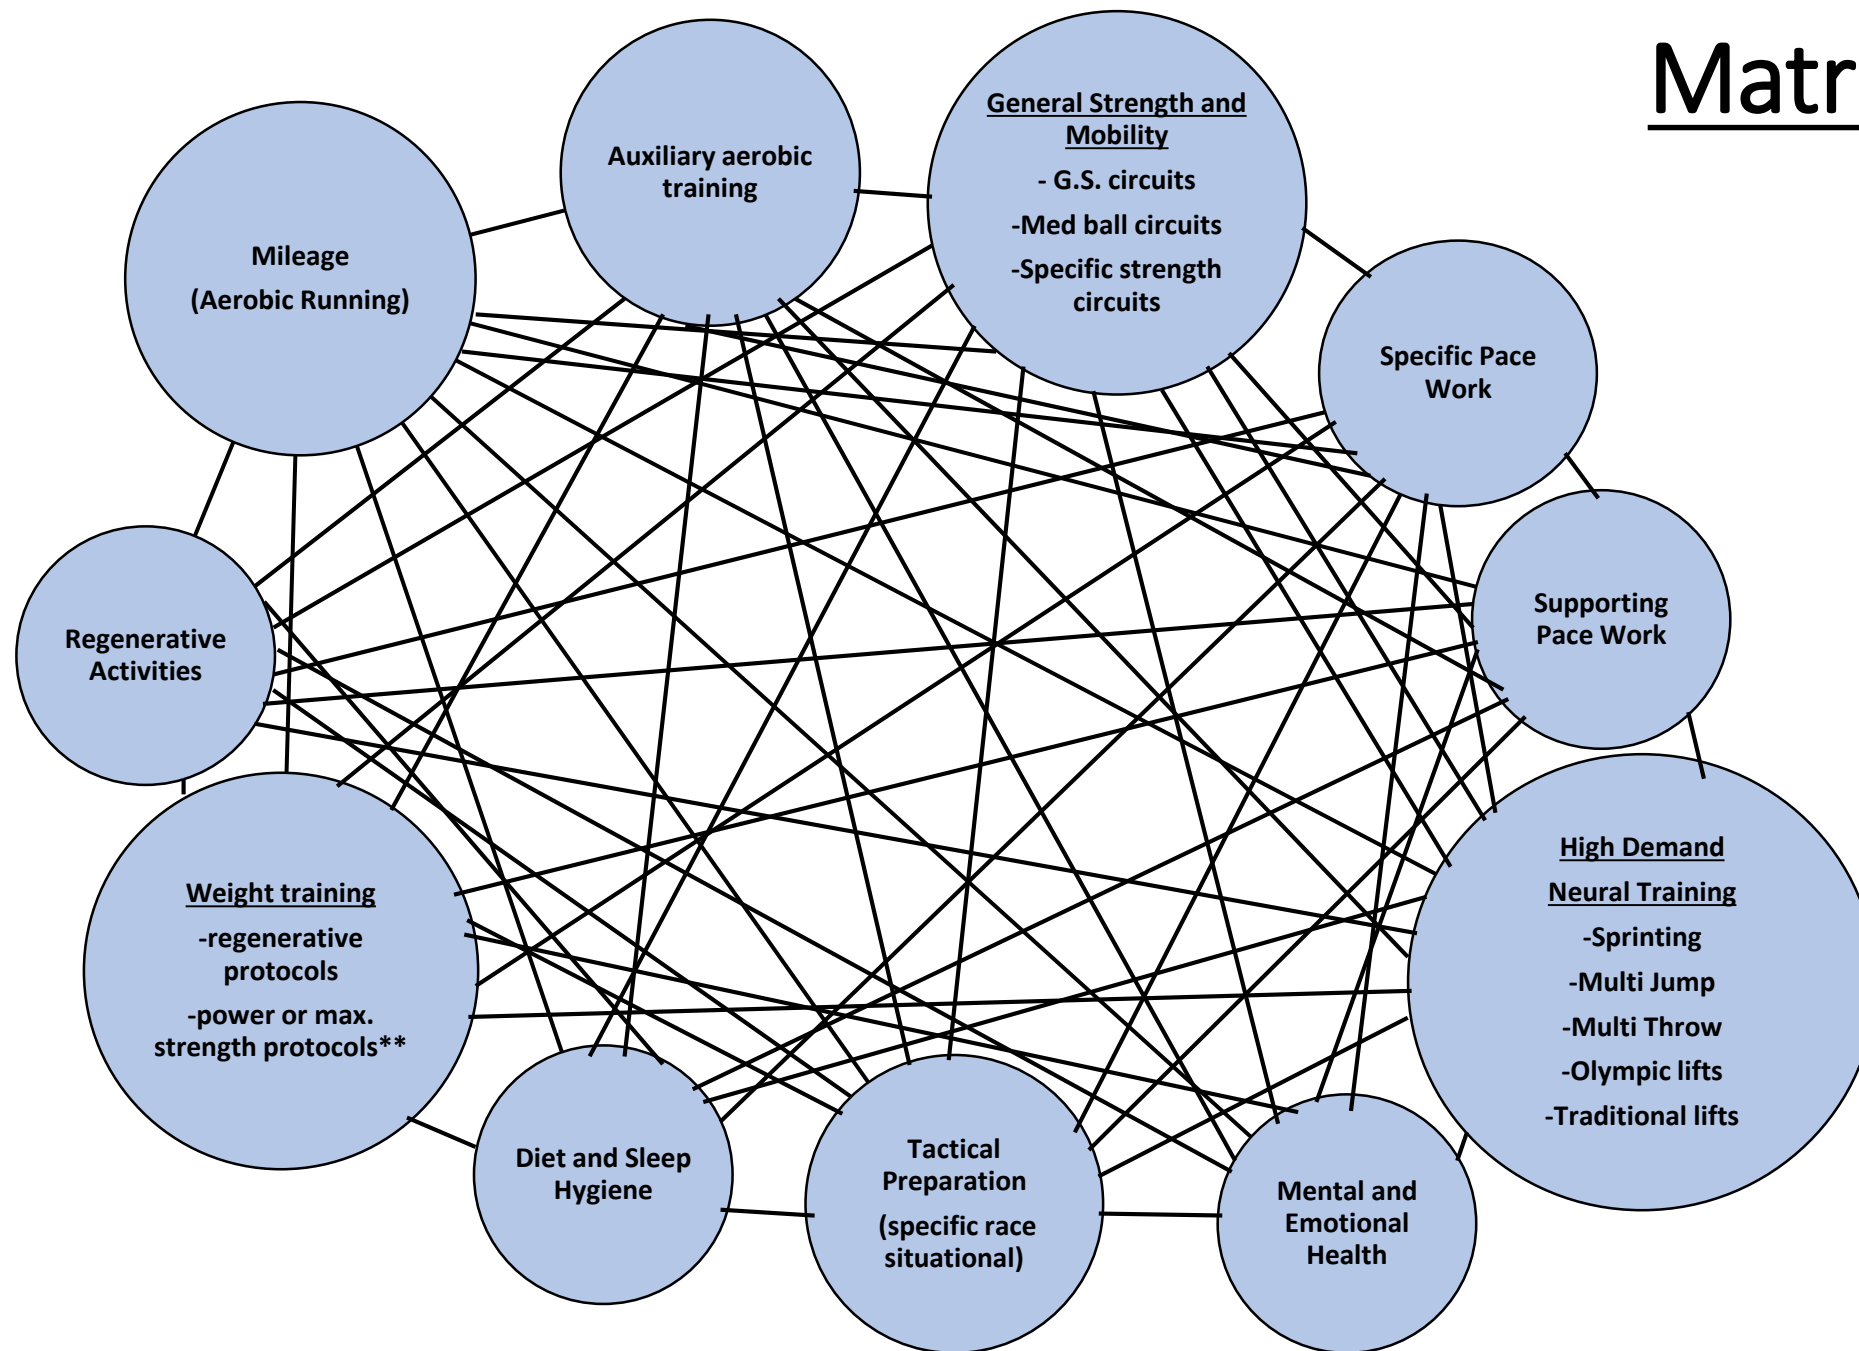 Matr
General Strength and
Mobility
- G.S. circuits
-Med ball circuits
-Specific strength
circuits
Auxiliary aerobic
training
Mileage
(Aerobic Running)
Specific Pace
Work
Supporting
Pace Work
Regenerative
Activities
High Demand
Neural Training
-Sprinting
-Multi Jump
-Multi Throw
-Olympic lifts
-Traditional lifts
Weight training
-regenerative
protocols
-power or max.
strength protocols**
Diet and Sleep
Hygiene
Tactical
Preparation
(specific race
situational)
Mental and
Emotional
Health